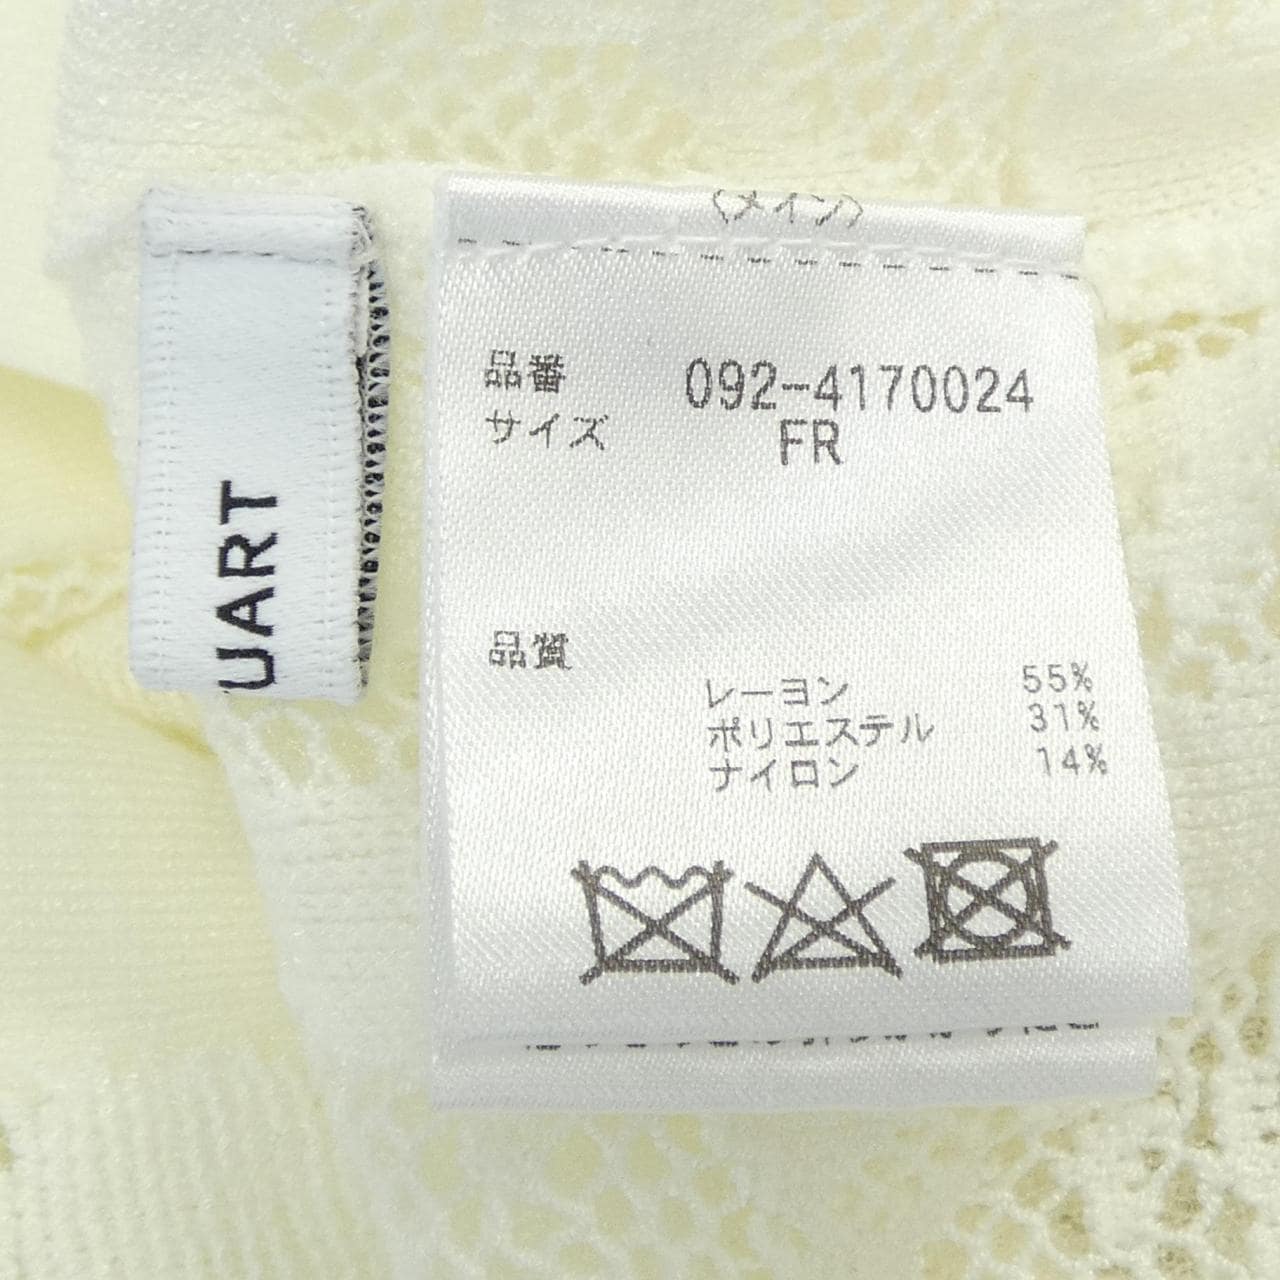 UART
〈メイン〉
品番 092-4170024
サイズ FR
品質
レーヨン 55%
ポリエステル 31%
ナイロン 14%